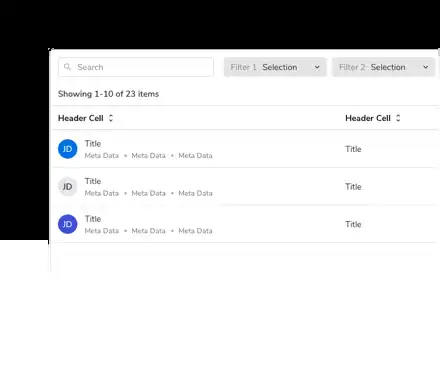 Search Filter 1 Selection Filter 2 Selection
Showing 1-10 of 23 items
Header Cell Header Cell
JD Title
Meta Data • Meta Data • Meta Data Title
JD Title
Meta Data • Meta Data • Meta Data Title
JD Title
Meta Data • Meta Data • Meta Data Title